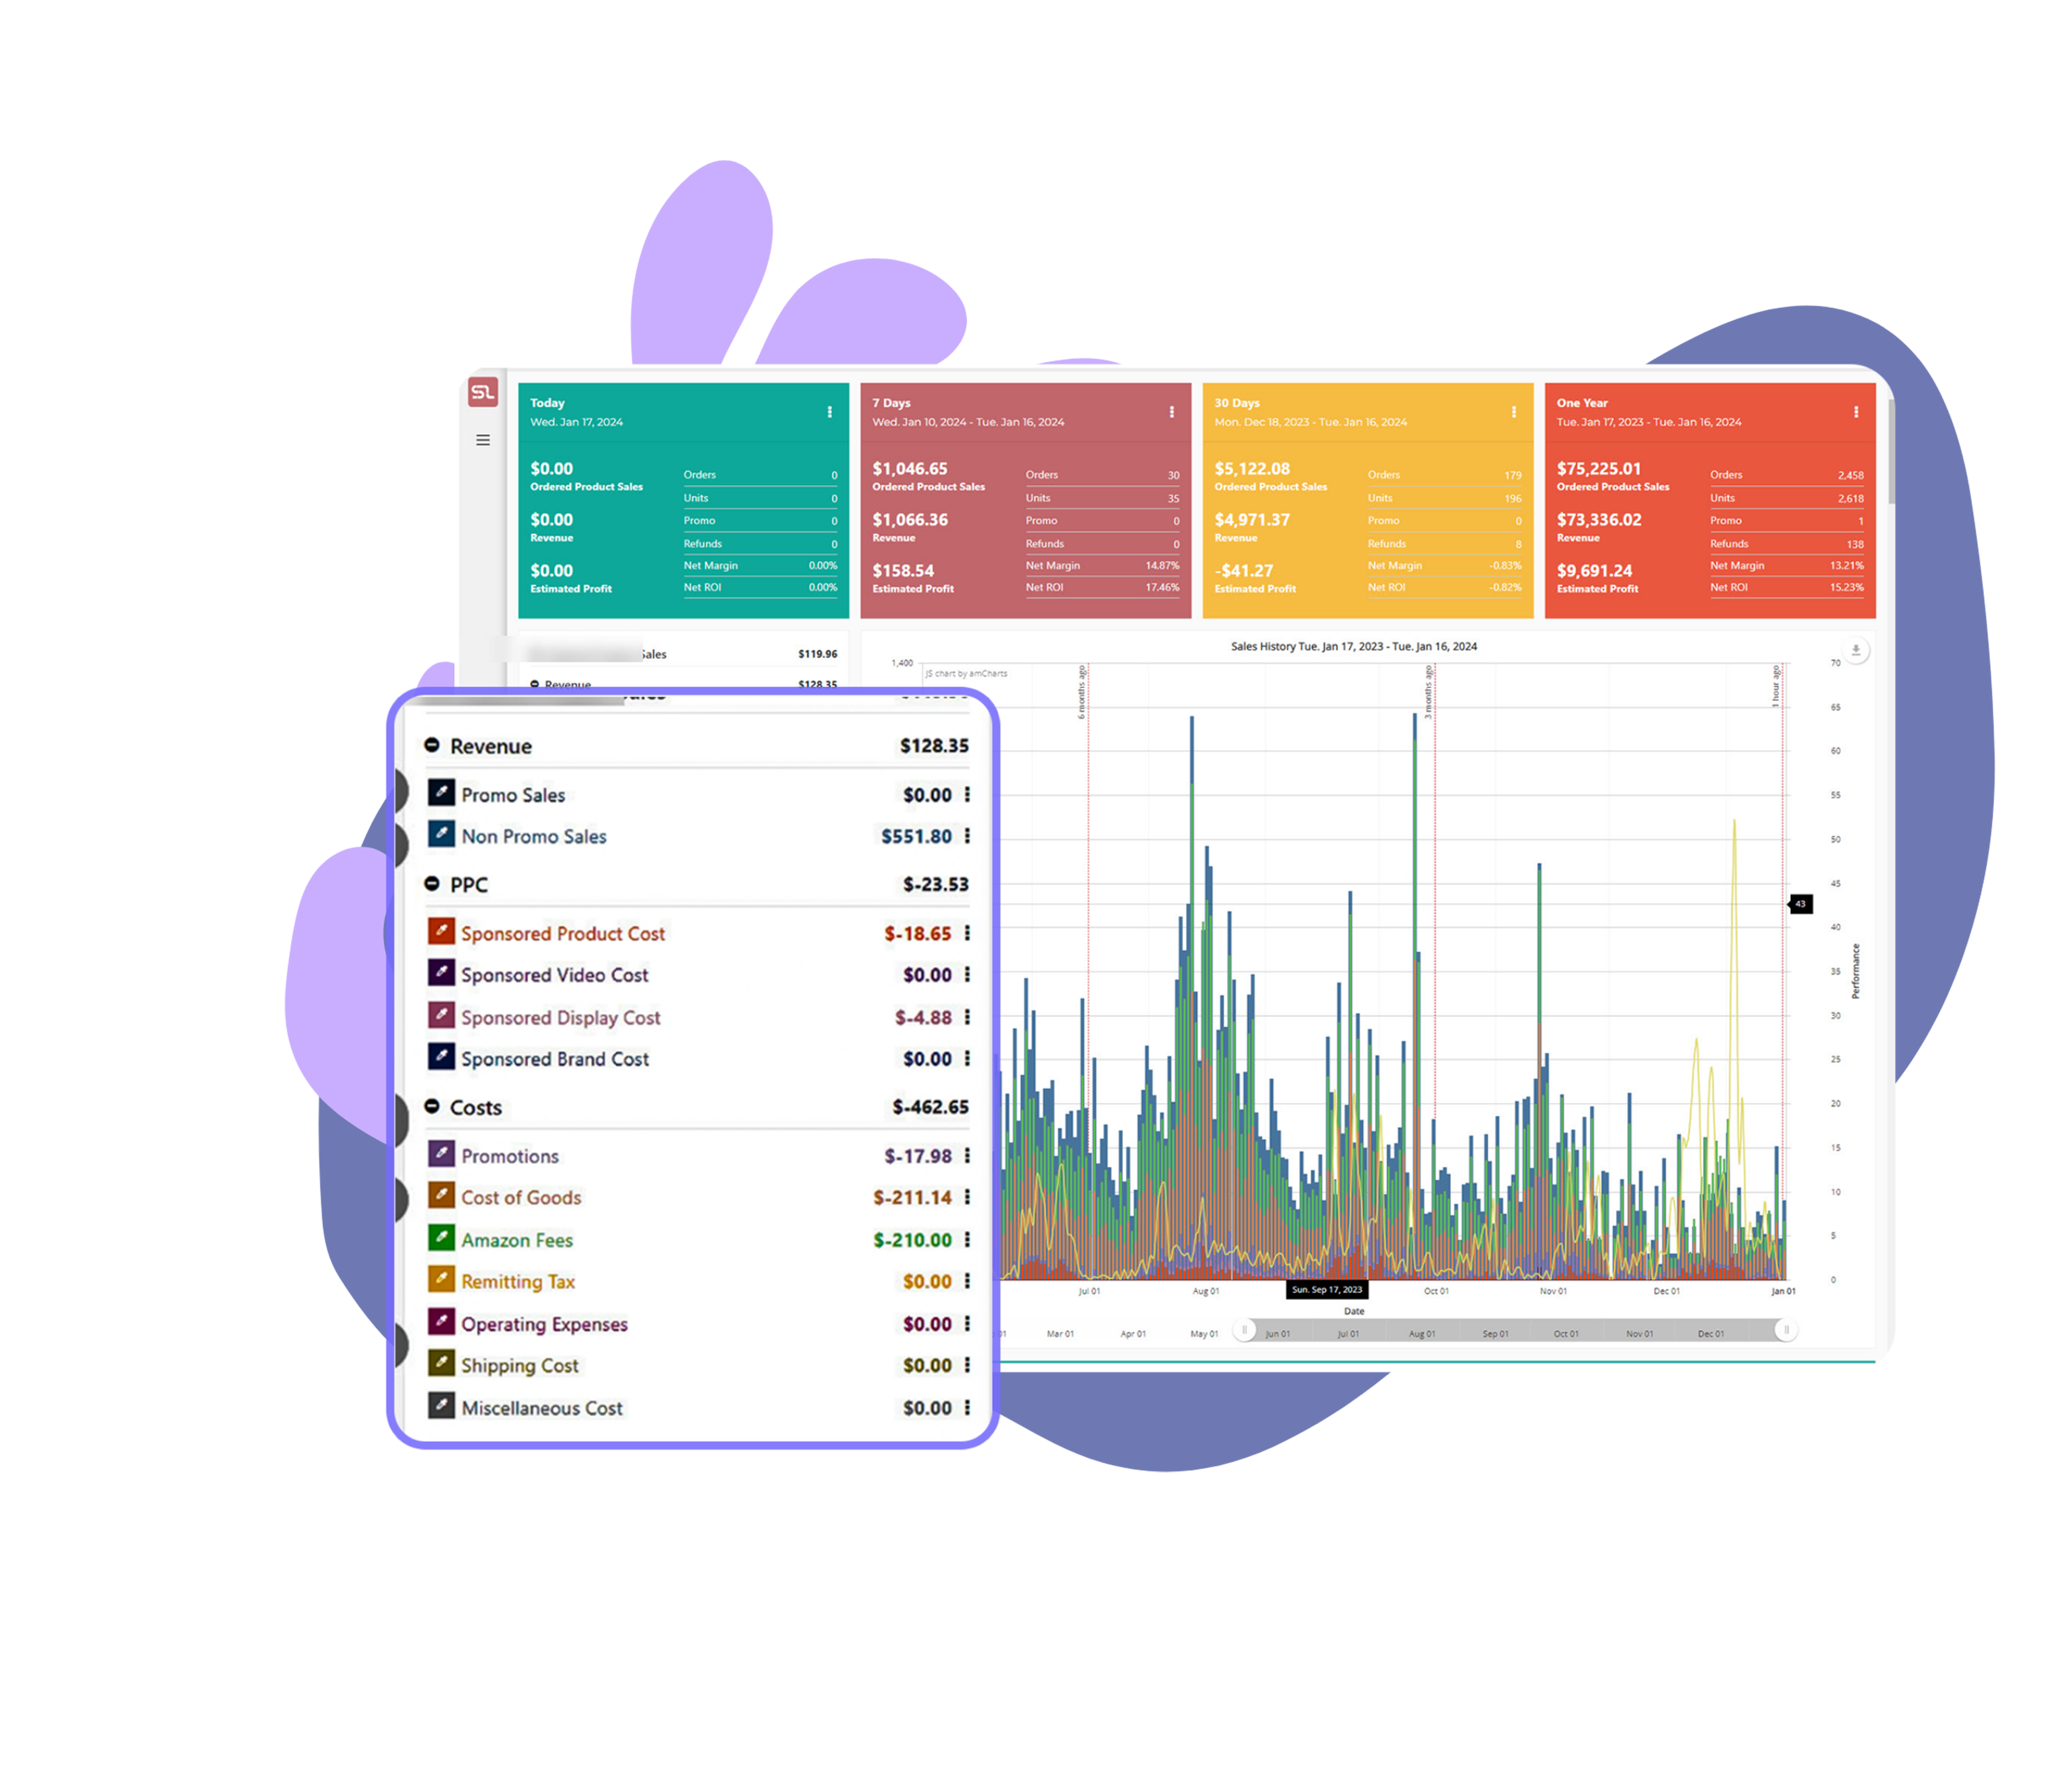 SL
Today
Wed. Jan 17, 2024
$0.00
Ordered Product Sales
$0.00
Revenue
$0.00
Estimated Profit
Orders 0
Units 0
Promo 0
Refunds 0
Net Margin 0.00%
Net ROI 0.00%
7 Days
Wed. Jan 10, 2024 - Tue. Jan 16, 2024
$1,046.65
Ordered Product Sales
$1,066.36
Revenue
$158.54
Estimated Profit
Orders 30
Units 35
Promo 0
Refunds 0
Net Margin 14.87%
Net ROI 17.46%
30 Days
Mon. Dec 18, 2023 - Tue. Jan 16, 2024
$5,122.08
Ordered Product Sales
$4,971.37
Revenue
-$41.27
Estimated Profit
Orders 179
Units 196
Promo 0
Refunds 8
Net Margin -0.83%
Net ROI -0.82%
One Year
Tue. Jan 17, 2023 - Tue. Jan 16, 2024
$75,225.01
Ordered Product Sales
$73,336.02
Revenue
$9,691.24
Estimated Profit
Orders 2,458
Units 2,618
Promo 1
Refunds 138
Net Margin 13.21%
Net ROI 15.23%
Sales $119.96
Revenue $128.35
Revenue $128.35
Promo Sales $0.00
Non Promo Sales $551.80
PPC $-23.53
Sponsored Product Cost $-18.65
Sponsored Video Cost $0.00
Sponsored Display Cost $-4.88
Sponsored Brand Cost $0.00
Costs $-462.65
Promotions $-17.98
Cost of Goods $-211.14
Amazon Fees $-210.00
Remitting Tax $0.00
Operating Expenses $0.00
Shipping Cost $0.00
Miscellaneous Cost $0.00
Sales History Tue. Jan 17, 2023 - Tue. Jan 16, 2024
1,400
JS chart by amCharts
6 months ago
3 months ago
1 hour ago
70
65
60
55
50
45
43
40
35
30
25
20
15
10
5
0
Performance
Jul 01 Aug 01 Sun. Sep 17, 2023 Oct 01 Nov 01 Dec 01 Jan 01
Date
01 Mar 01 Apr 01 May 01 Jun 01 Jul 01 Aug 01 Sep 01 Oct 01 Nov 01 Dec 01